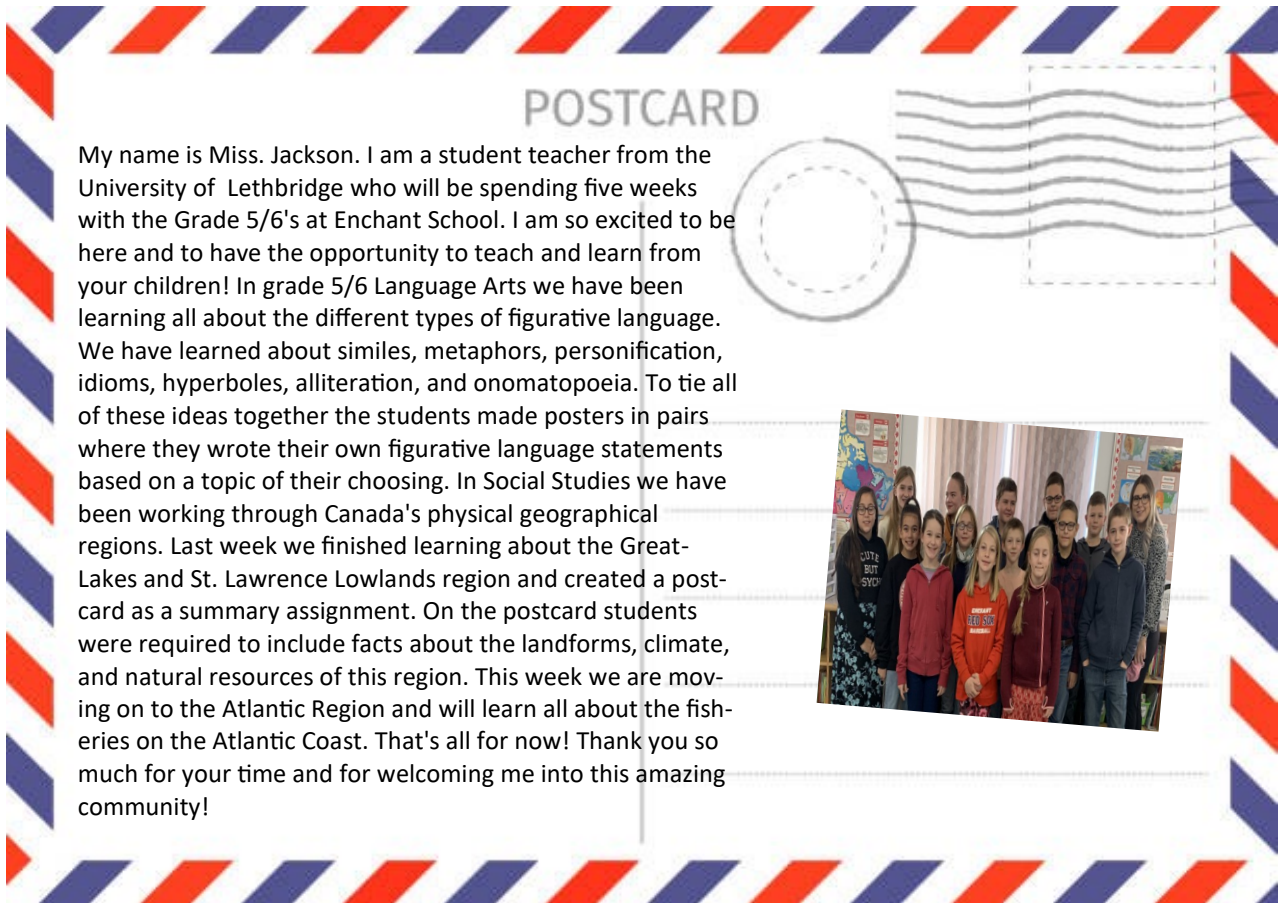 POSTCARD
My name is Miss. Jackson. I am a student teacher from the
University of  Lethbridge who will be spending five weeks
with the Grade 5/6's at Enchant School. I am so excited to be
here and to have the opportunity to teach and learn from
your children! In grade 5/6 Language Arts we have been
learning all about the different types of figurative language.
We have learned about similes, metaphors, personification,
idioms, hyperboles, alliteration, and onomatopoeia. To tie all
of these ideas together the students made posters in pairs
where they wrote their own figurative language statements
based on a topic of their choosing. In Social Studies we have
been working through Canada's physical geographical
regions. Last week we finished learning about the Great-
Lakes and St. Lawrence Lowlands region and created a post-
card as a summary assignment. On the postcard students
were required to include facts about the landforms, climate,
and natural resources of this region. This week we are mov-
ing on to the Atlantic Region and will learn all about the fish-
eries on the Atlantic Coast. That's all for now! Thank you so
much for your time and for welcoming me into this amazing
community!
CUTE
BUT
PSYCHO
ENCHANT
RED SOX
BASEBALL